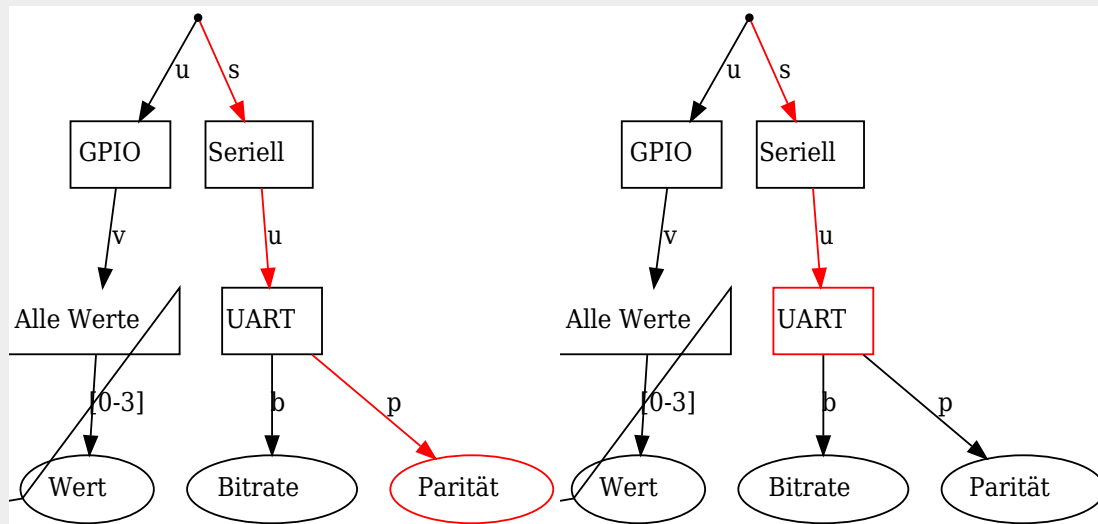 u s
GPIO Seriell
v u
Alle Werte UART
[0-3] b p
Wert Bitrate Parität
u s
GPIO Seriell
v u
Alle Werte UART
[0-3] b p
Wert Bitrate Parität